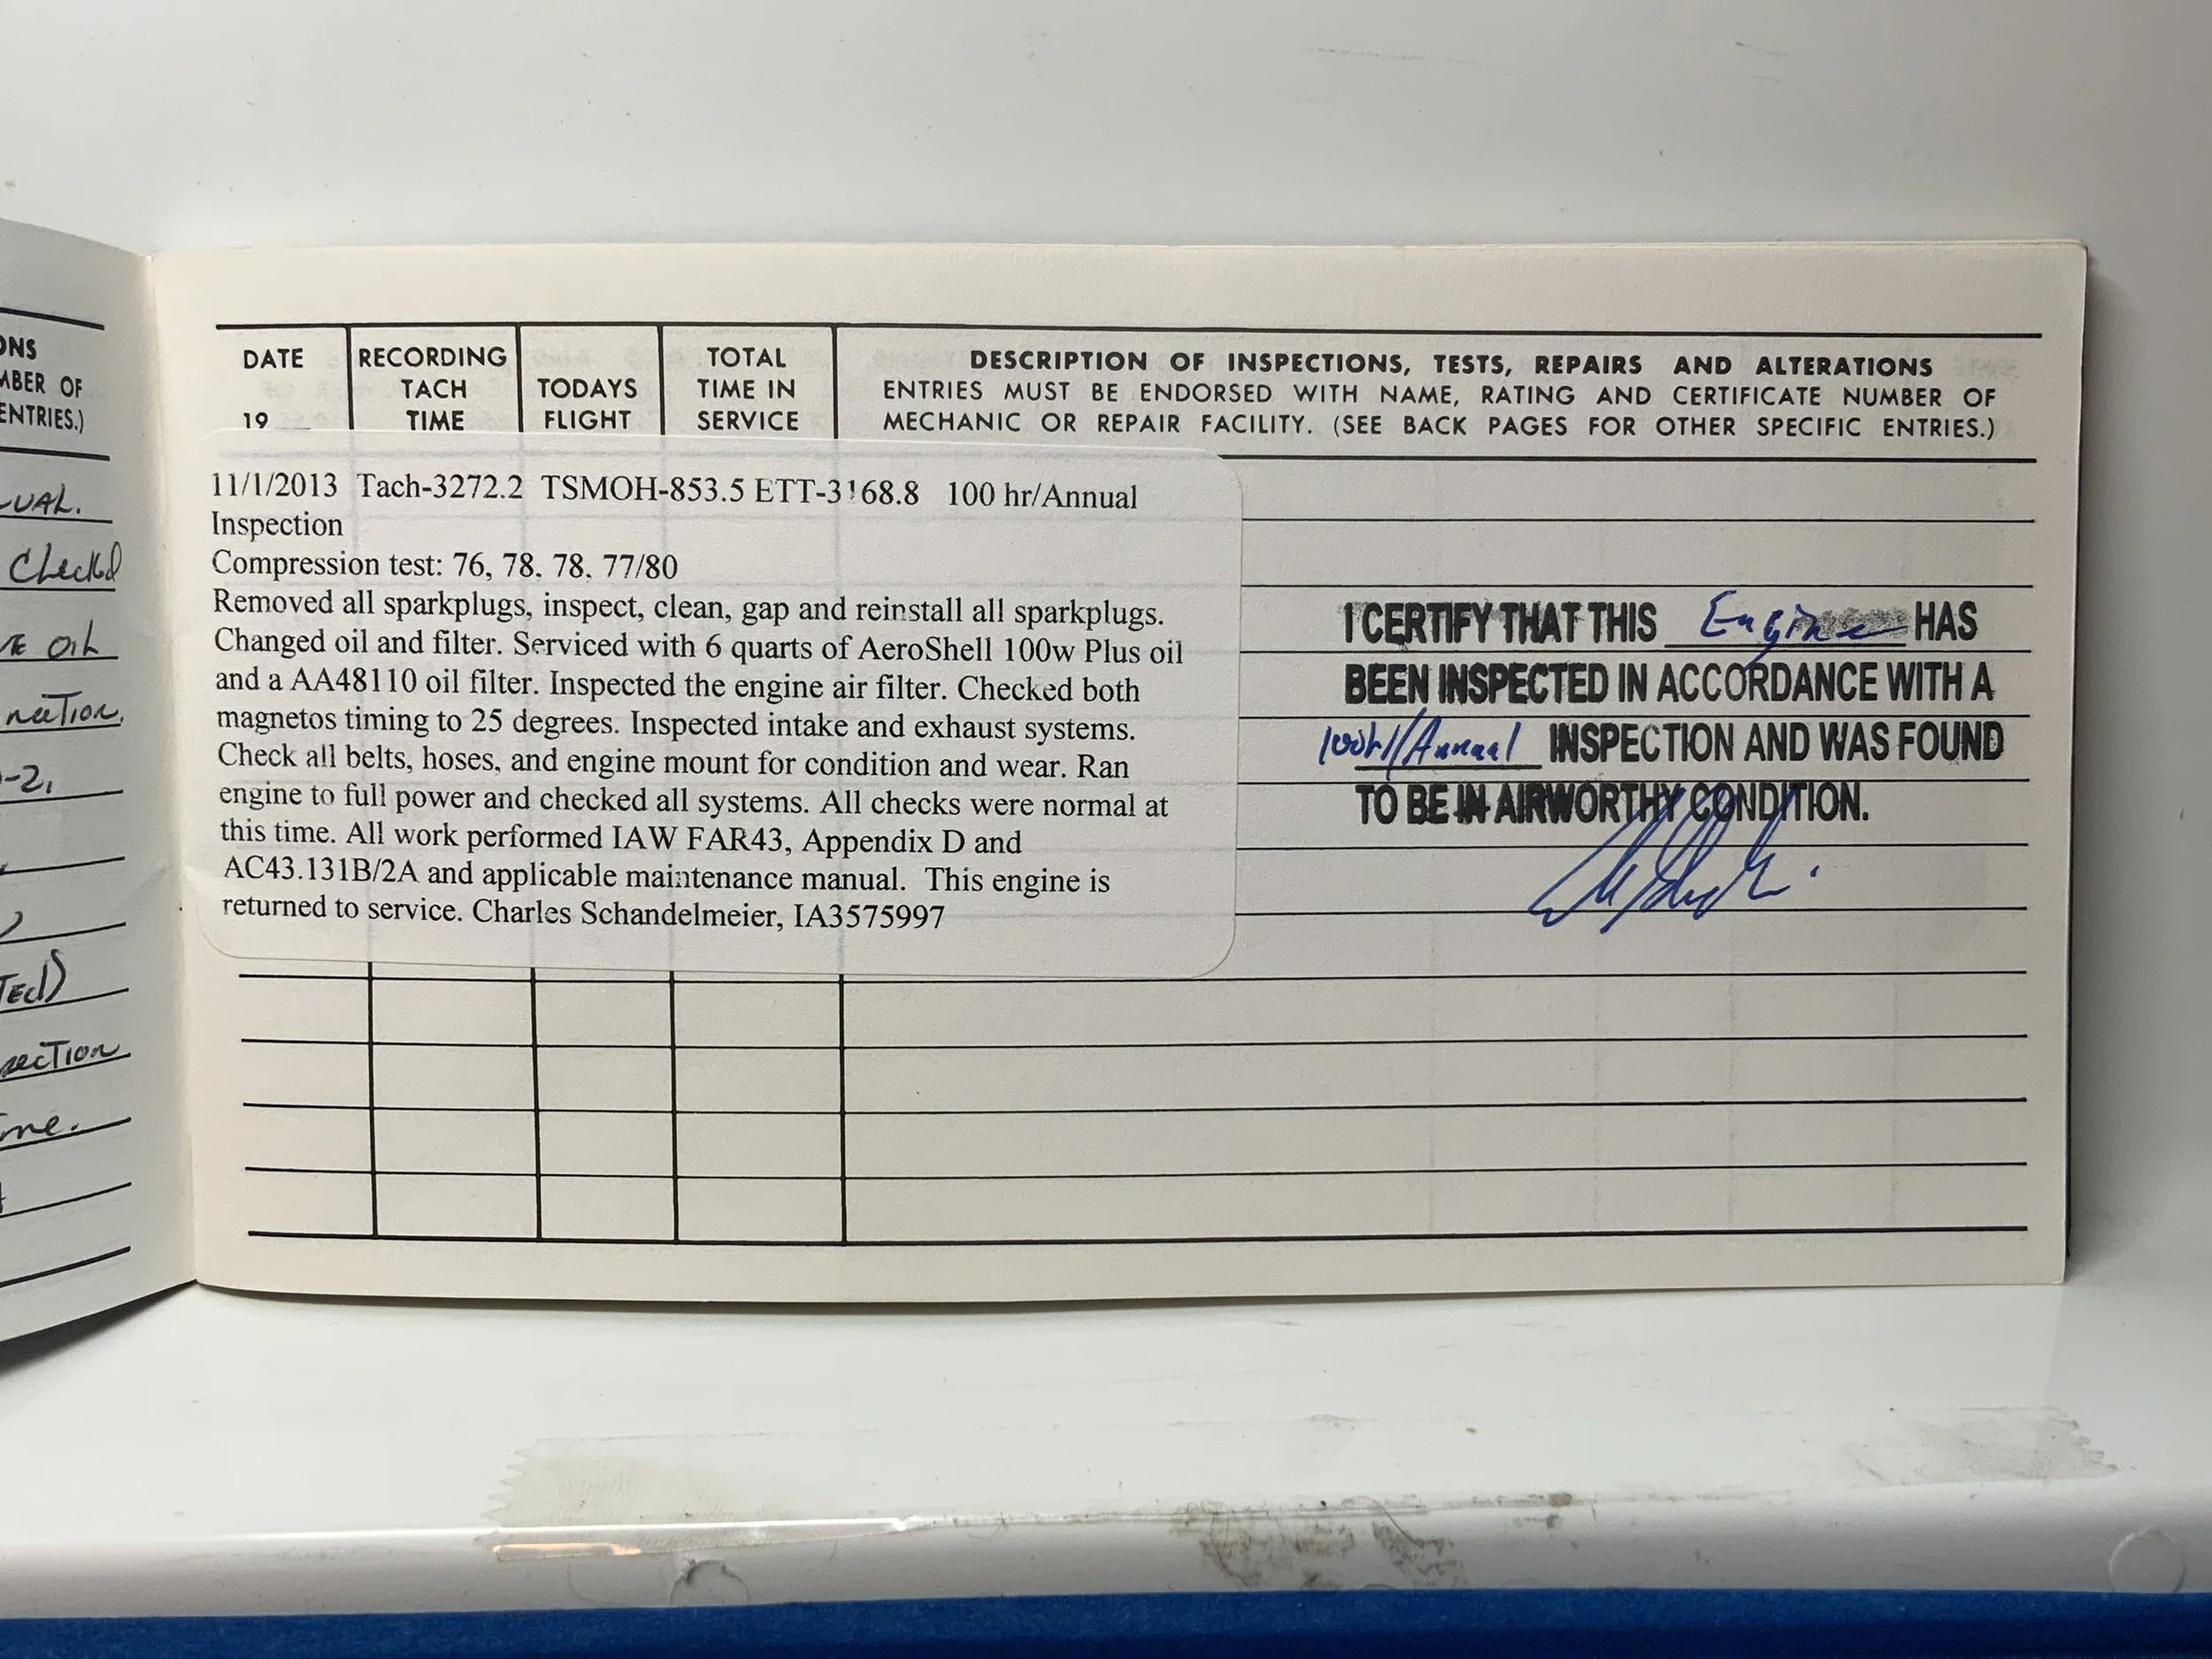 ONS
MBER OF
ENTRIES.)
UAL.
Checked
OIL
-2,
DATE
19
RECORDING
TACH
TIME
TODAYS
FLIGHT
TOTAL
TIME IN
SERVICE
DESCRIPTION OF INSPECTIONS, TESTS, REPAIRS AND ALTERATIONS
ENTRIES MUST BE ENDORSED WITH NAME, RATING AND CERTIFICATE NUMBER OF
MECHANIC OR REPAIR FACILITY. (SEE BACK PAGES FOR OTHER SPECIFIC ENTRIES.)
11/1/2013 Tach-3272.2 TSMOH-853.5 ETT-3168.8 100 hr/Annual
Inspection
Compression test: 76, 78, 78, 77/80
Removed all sparkplugs, inspect, clean, gap and reinstall all sparkplugs.
Changed oil and filter. Serviced with 6 quarts of AeroShell 100w Plus oil
and a AA48110 oil filter. Inspected the engine air filter. Checked both
magnetos timing to 25 degrees. Inspected intake and exhaust systems.
Check all belts, hoses, and engine mount for condition and wear. Ran
engine to full power and checked all systems. All checks were normal at
this time. All work performed IAW FAR43, Appendix D and
AC43.131B/2A and applicable maintenance manual. This engine is
returned to service. Charles Schandelmeier, IA3575997
I CERTIFY THAT THIS Engine HAS
BEEN INSPECTED IN ACCORDANCE WITH A
100hr/Annual INSPECTION AND WAS FOUND
TO BE IN AIRWORTHY CONDITION.